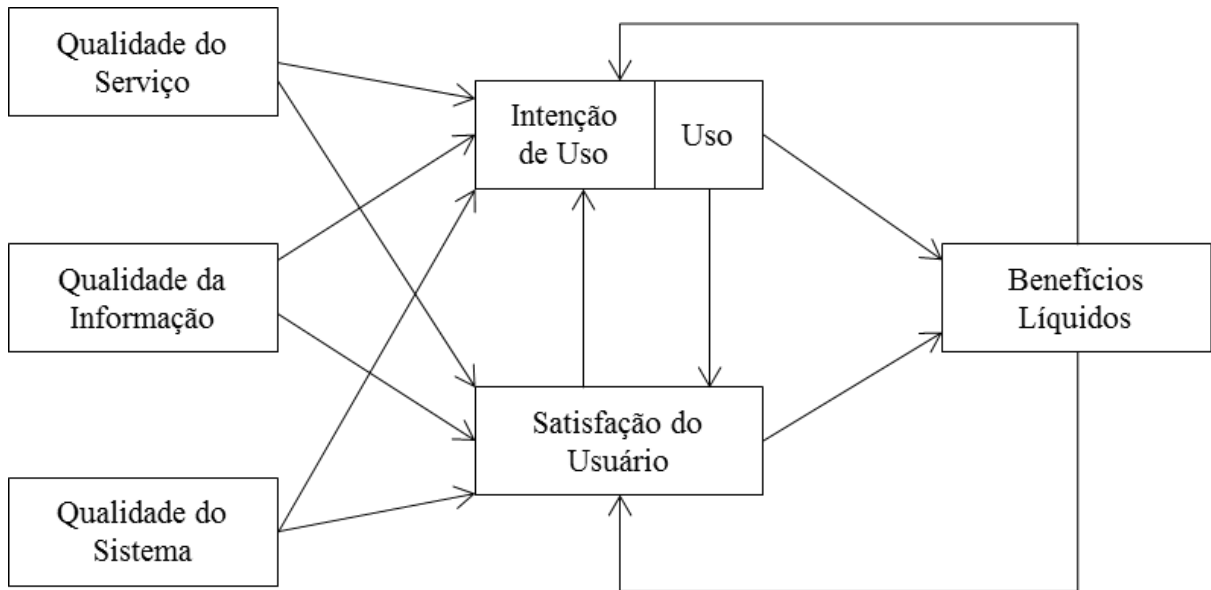 Qualidade do
Serviço
Intenção
de Uso
Uso
Qualidade da
Informação
Benefícios
Líquidos
Satisfação do
Usuário
Qualidade do
Sistema